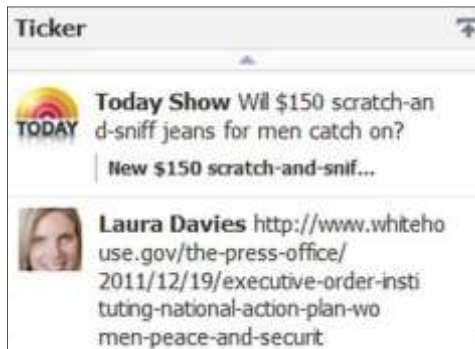 Ticker
TODAY
Today Show Will $150 scratch-an
d-sniff jeans for men catch on?
New $150 scratch-and-snif...
Laura Davies http://www.whiteho
use.gov/the-press-office/
2011/12/19/executive-order-insti
tuting-national-action-plan-wo
men-peace-and-securit